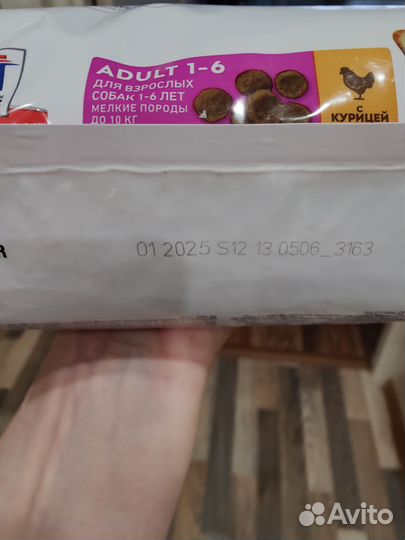 ADULT 1-6
ДЛЯ ВЗРОСЛЫХ
СОБАК 1-6 ЛЕТ
МЕЛКИЕ ПОРОДЫ
ДО 10 КГ
С
КУРИЦЕЙ
R
01 2025 S12 13 0506_3163
Avito